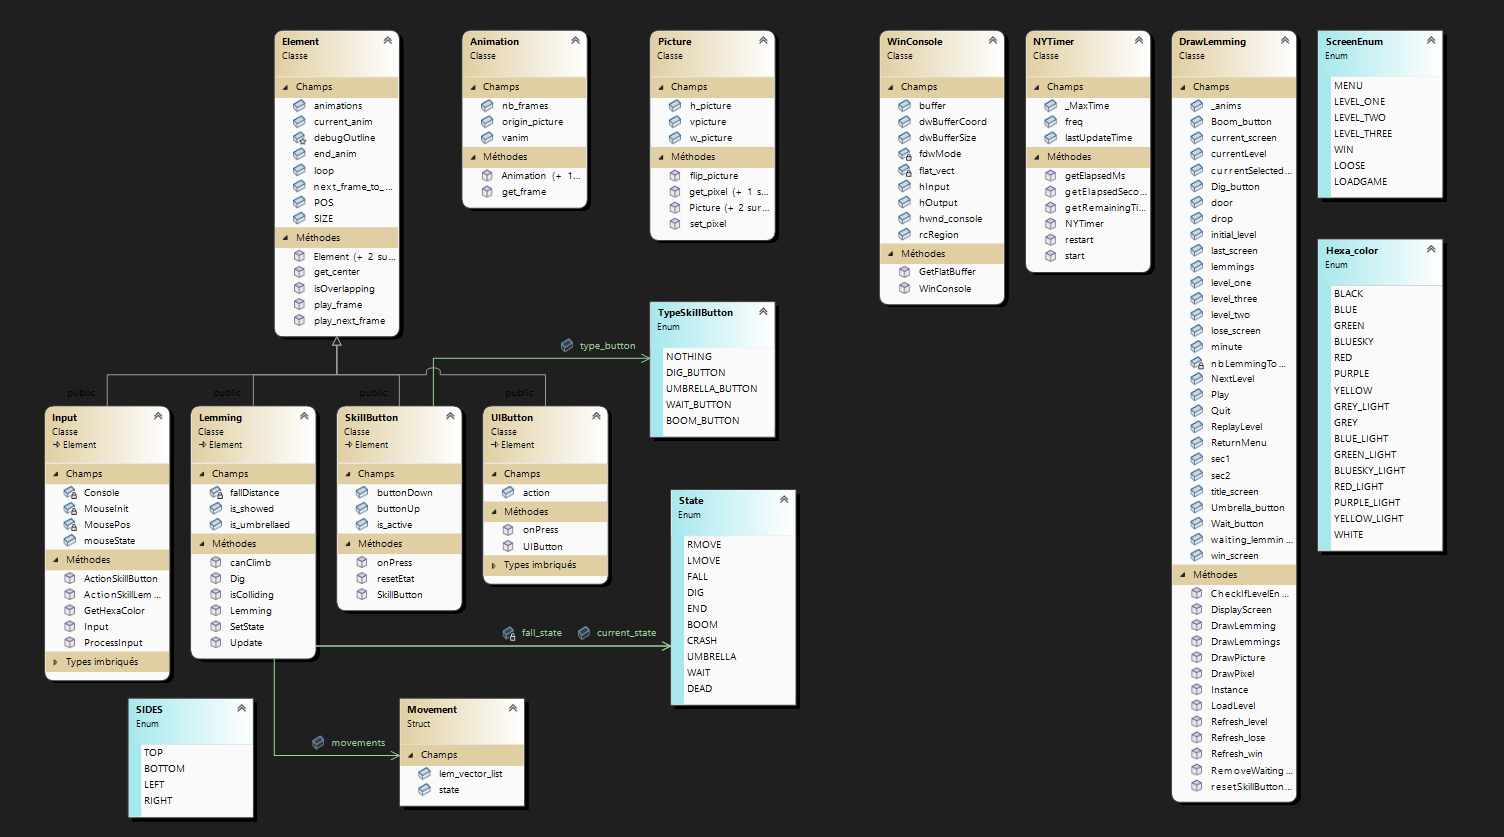 Element
Classe
Champs
animations
current_anim
debugOutline
end_anim
loop
next_frame_to_...
POS
SIZE
Méthodes
Element (+ 2 su...
get_center
isOverlapping
play_frame
play_next_frame
Animation
Classe
Champs
nb_frames
origin_picture
vanim
Méthodes
Animation (+ 1...
get_frame
Picture
Classe
Champs
h_picture
vpicture
w_picture
Méthodes
flip_picture
get_pixel (+ 1 s...
Picture (+ 2 sur...
set_pixel
WinConsole
Classe
Champs
buffer
dwBufferCoord
dwBufferSize
fdwMode
flat_vect
hInput
hOutput
hwnd_console
rcRegion
Méthodes
GetFlatBuffer
WinConsole
NYTimer
Classe
Champs
_MaxTime
freq
lastUpdateTime
Méthodes
getElapsedMs
getElapsedSeco...
getRemainingTi...
NYTimer
restart
start
DrawLemming
Classe
Champs
_anims
Boom_button
current_screen
currentLevel
currentSelected...
Dig_button
door
drop
initial_level
last_screen
lemmings
level_one
level_three
level_two
lose_screen
minute
nbLemmingTo...
NextLevel
Play
Quit
ReplayLevel
ReturnMenu
sec1
sec2
title_screen
Umbrella_button
Wait_button
waiting_lemmin...
win_screen
Méthodes
CheckIfLevelEn...
DisplayScreen
DrawLemming
DrawLemmings
DrawPicture
DrawPixel
Instance
LoadLevel
Refresh_level
Refresh_lose
Refresh_win
RemoveWaiting...
resetSkillButton...
ScreenEnum
Enum
MENU
LEVEL_ONE
LEVEL_TWO
LEVEL_THREE
WIN
LOOSE
LOADGAME
Hexa_color
Enum
BLACK
BLUE
GREEN
BLUESKY
RED
PURPLE
YELLOW
GREY_LIGHT
GREY
BLUE_LIGHT
GREEN_LIGHT
BLUESKY_LIGHT
RED_LIGHT
PURPLE_LIGHT
YELLOW_LIGHT
WHITE
TypeSkillButton
Enum
NOTHING
DIG_BUTTON
UMBRELLA_BUTTON
WAIT_BUTTON
BOOM_BUTTON
type_button
public
public
public
public
Input
Classe
Element
Champs
Console
MouseInit
MousePos
mouseState
Méthodes
ActionSkillButton
ActionSkillLem...
GetHexaColor
Input
ProcessInput
Types imbriqués
Lemming
Classe
Element
Champs
fallDistance
is_showed
is_umbrellaed
Méthodes
canClimb
Dig
isColliding
Lemming
SetState
Update
SkillButton
Classe
Element
Champs
buttonDown
buttonUp
is_active
Méthodes
onPress
resetEtat
SkillButton
UIButton
Classe
Element
Champs
action
Méthodes
onPress
UIButton
Types imbriqués
fall_state
current_state
State
Enum
RMOVE
LMOVE
FALL
DIG
END
BOOM
CRASH
UMBRELLA
WAIT
DEAD
SIDES
Enum
TOP
BOTTOM
LEFT
RIGHT
movements
Movement
Struct
Champs
lem_vector_list
state